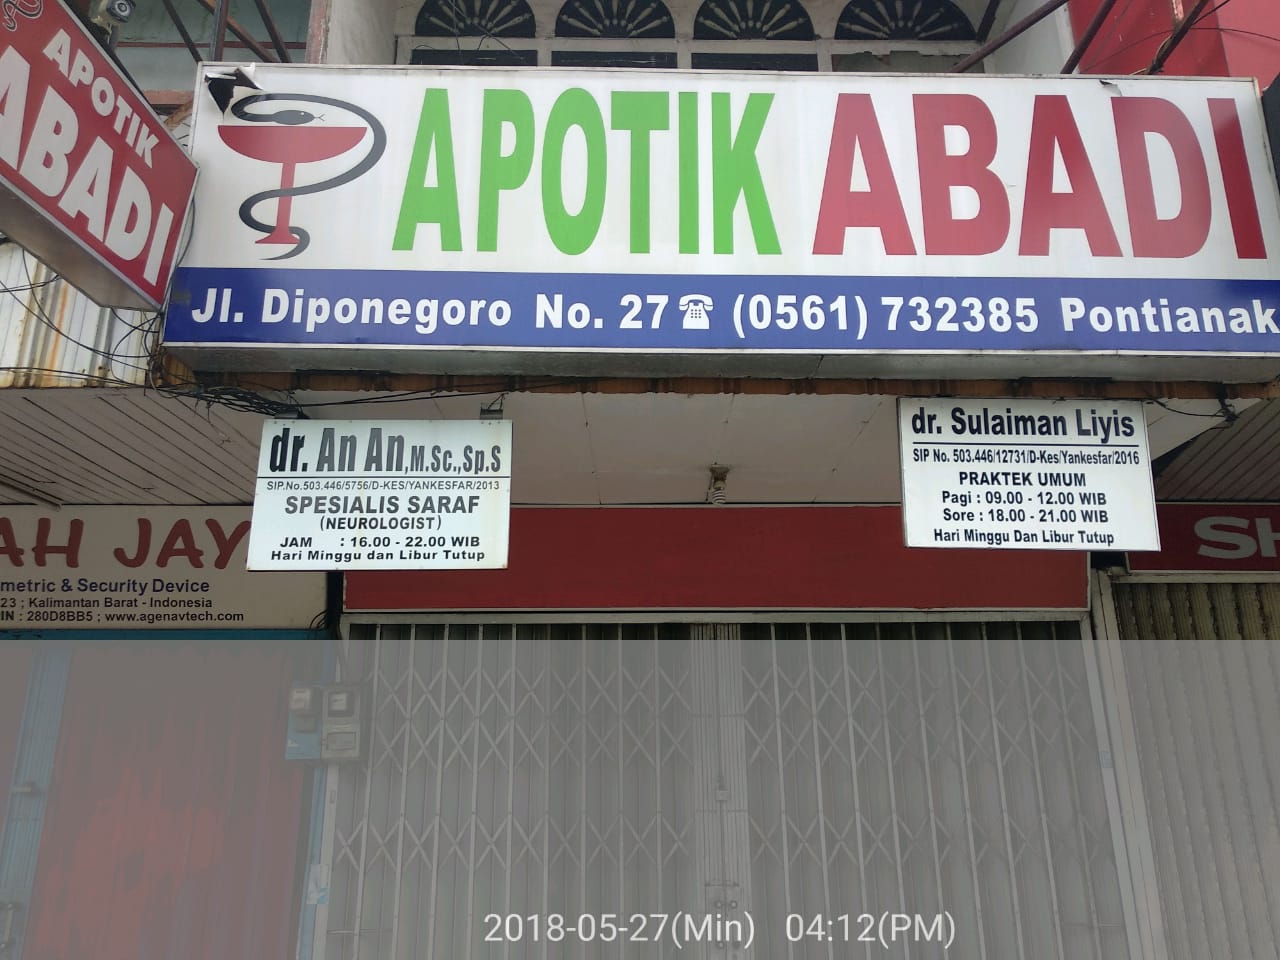 APOTIK
ABADI
APOTIK ABADI
Jl. Diponegoro No. 27 ☎ (0561) 732385 Pontianak
dr. An An,M.Sc.,Sp.S
SIP.No.503.446/5756/D-KES/YANKESFAR/2013
SPESIALIS SARAF
(NEUROLOGIST)
JAM : 16.00 - 22.00 WIB
Hari Minggu dan Libur Tutup
dr. Sulaiman Liyis
SIP No. 503.446/12731/D-Kes/Yankesfar/2016
PRAKTEK UMUM
Pagi : 09.00 - 12.00 WIB
Sore : 18.00 - 21.00 WIB
Hari Minggu Dan Libur Tutup
AH JAY
metric & Security Device
23 ; Kalimantan Barat - Indonesia
IN : 280D8BB5 ; www.agenavtech.com
SH
2018-05-27(Min) 04:12(PM)